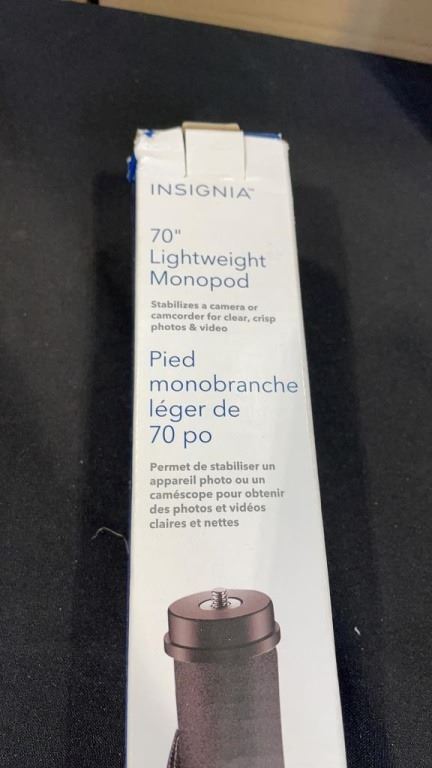 INSIGNIA™
70"
Lightweight
Monopod
Stabilizes a camera or
camcorder for clear, crisp
photos & video
Pied
monobranche
léger de
70 po
Permet de stabiliser un
appareil photo ou un
caméscope pour obtenir
des photos et vidéos
claires et nettes